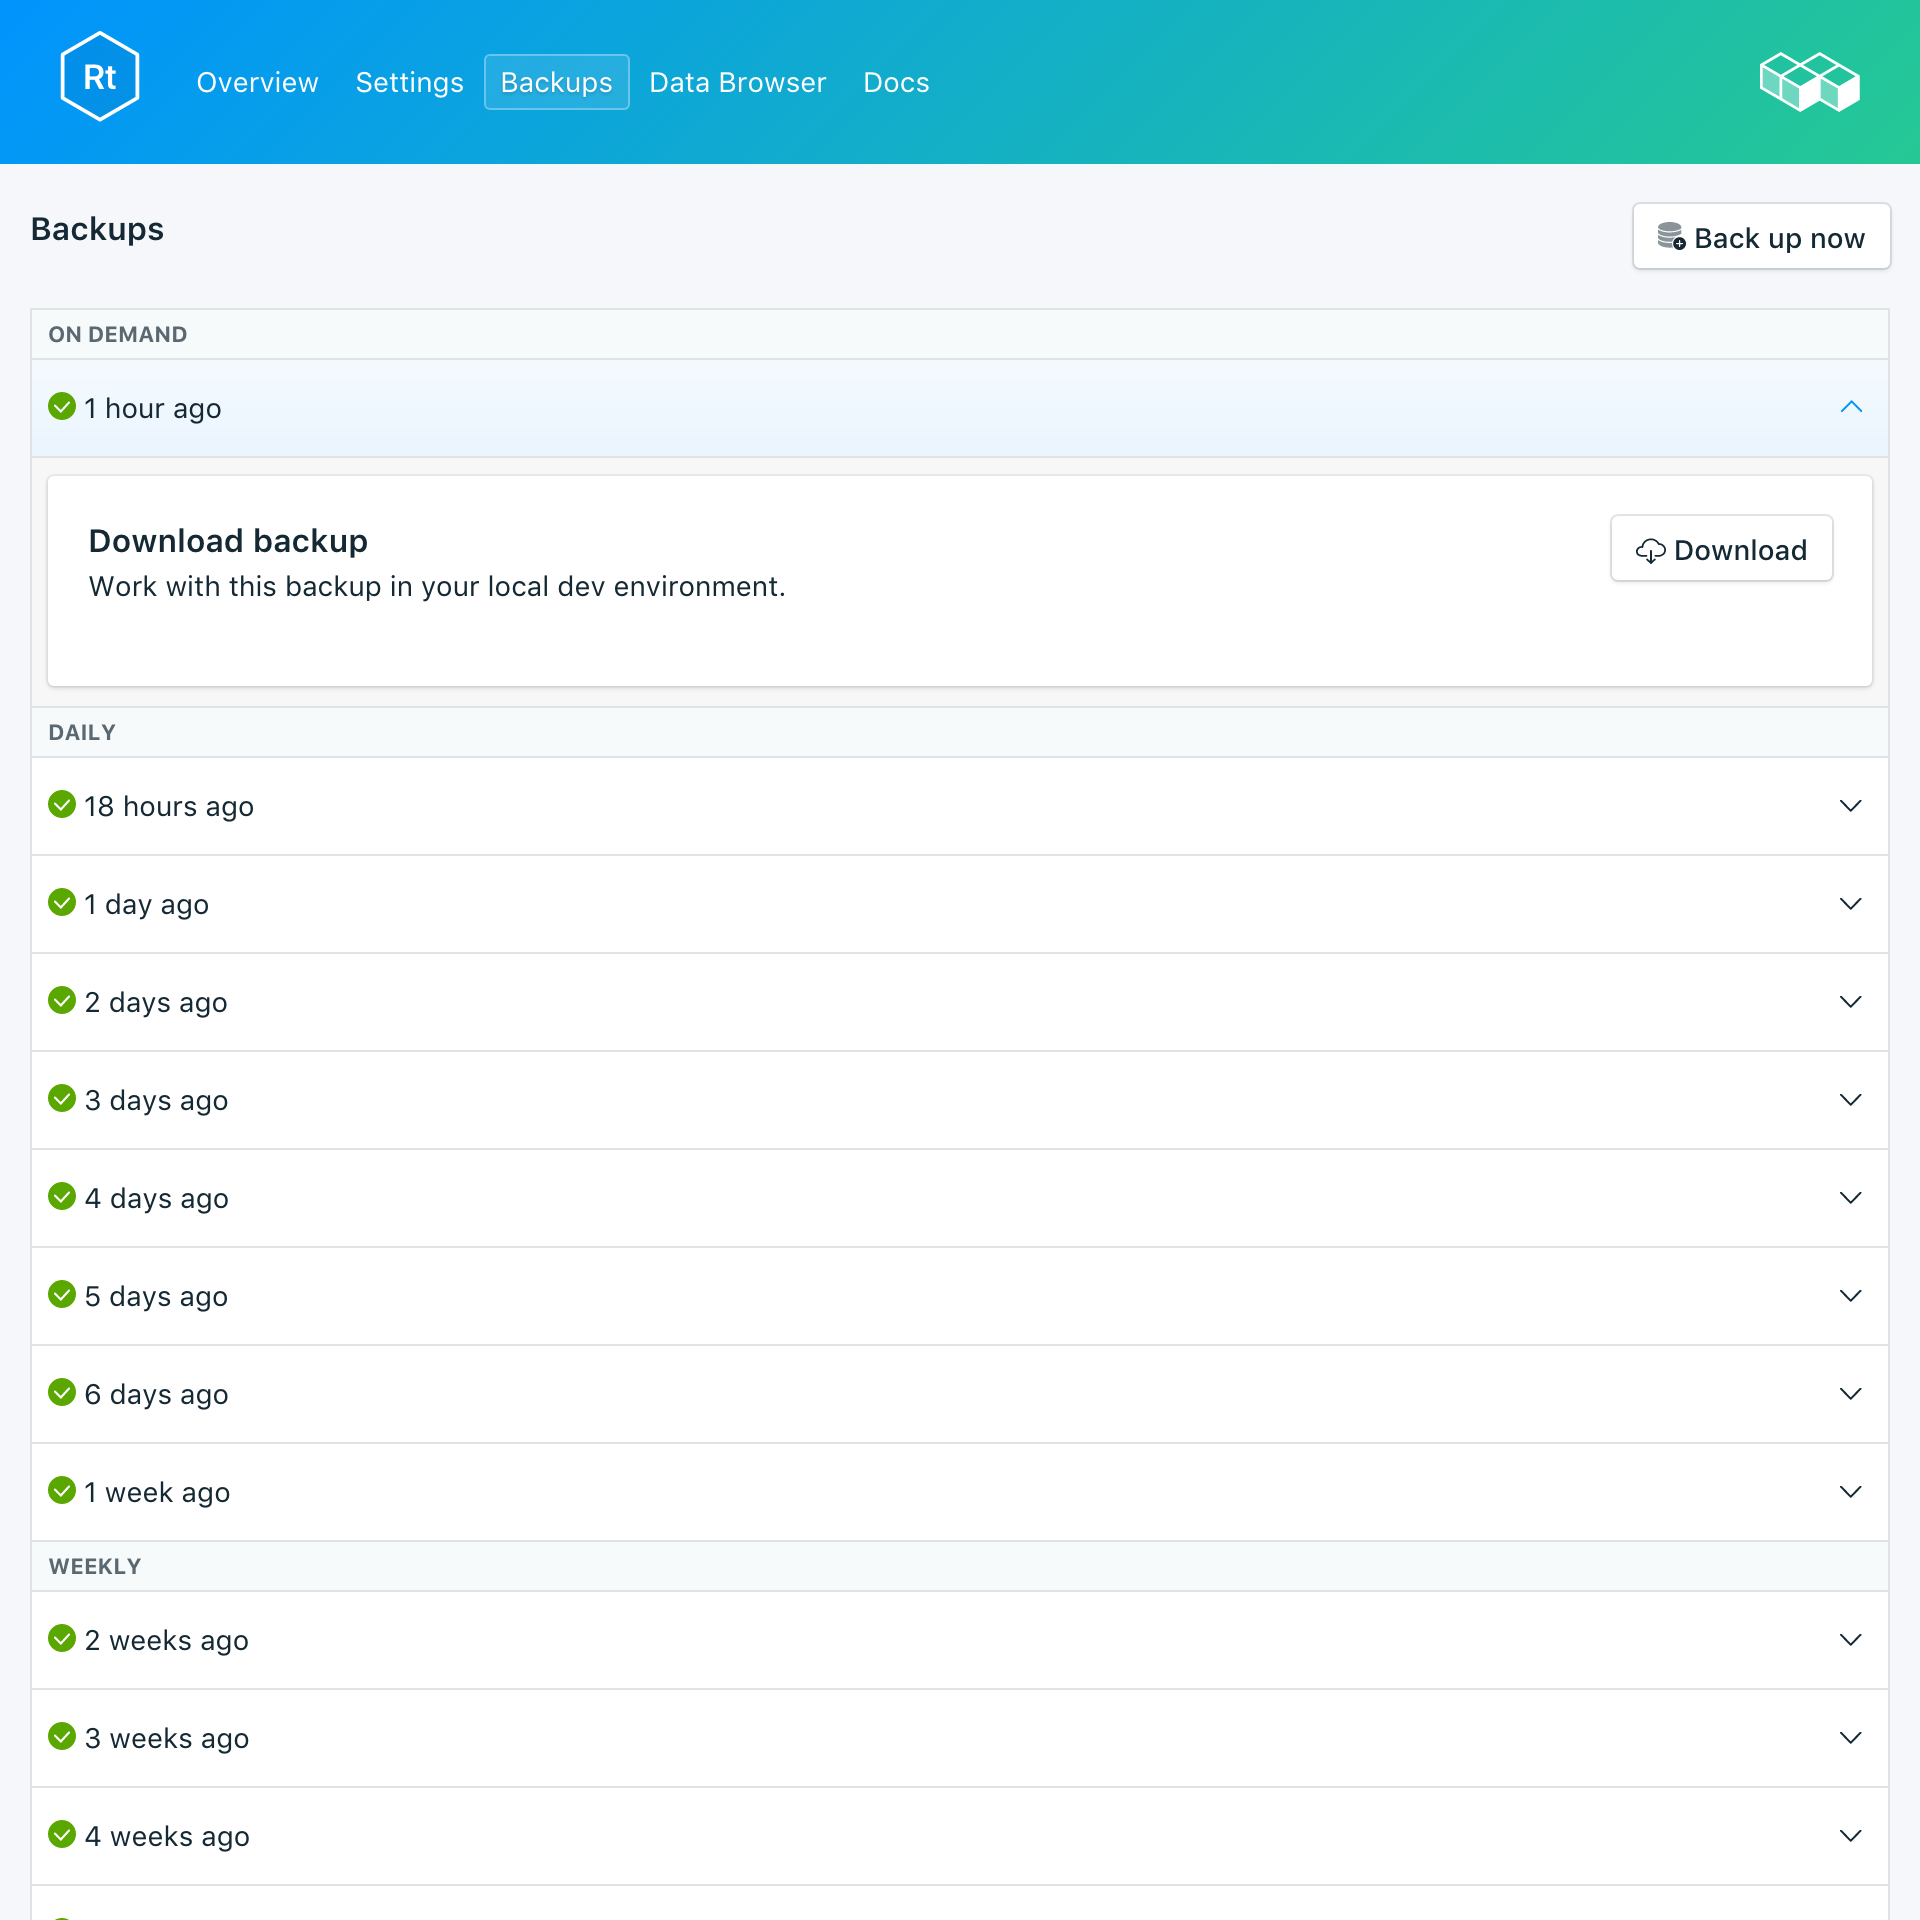 Rt
Overview Settings Backups Data Browser Docs
Backups
Back up now
ON DEMAND
1 hour ago
Download backup
Download
Work with this backup in your local dev environment.
DAILY
18 hours ago
1 day ago
2 days ago
3 days ago
4 days ago
5 days ago
6 days ago
1 week ago
WEEKLY
2 weeks ago
3 weeks ago
4 weeks ago